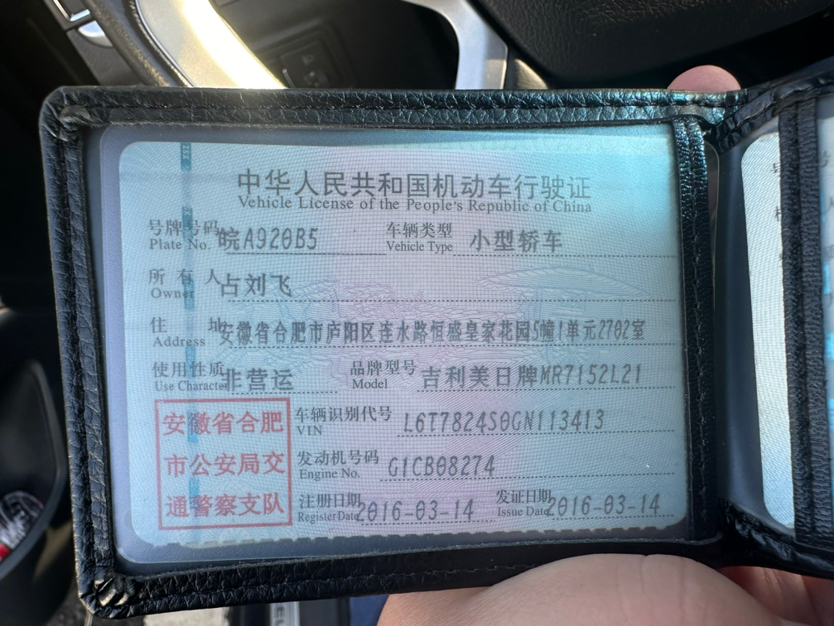 中华人民共和国机动车行驶证
Vehicle License of the People's Republic of China
号牌号码 皖A920B5 车辆类型 小型轿车
Plate No. Vehicle Type
所有人 占刘飞
Owner
住址 安徽省合肥市庐阳区连水路恒盛皇家花园5幢1单元2702室
Address
使用性质 非营运 品牌型号 吉利美日牌MR7152L21
Use Character Model
安徽省合肥
市公安局交
通警察支队
车辆识别代号 L6T7824S0GN113413
VIN
发动机号码 G1CB08274
Engine No.
注册日期 2016-03-14 发证日期 2016-03-14
Register Date Issue Date